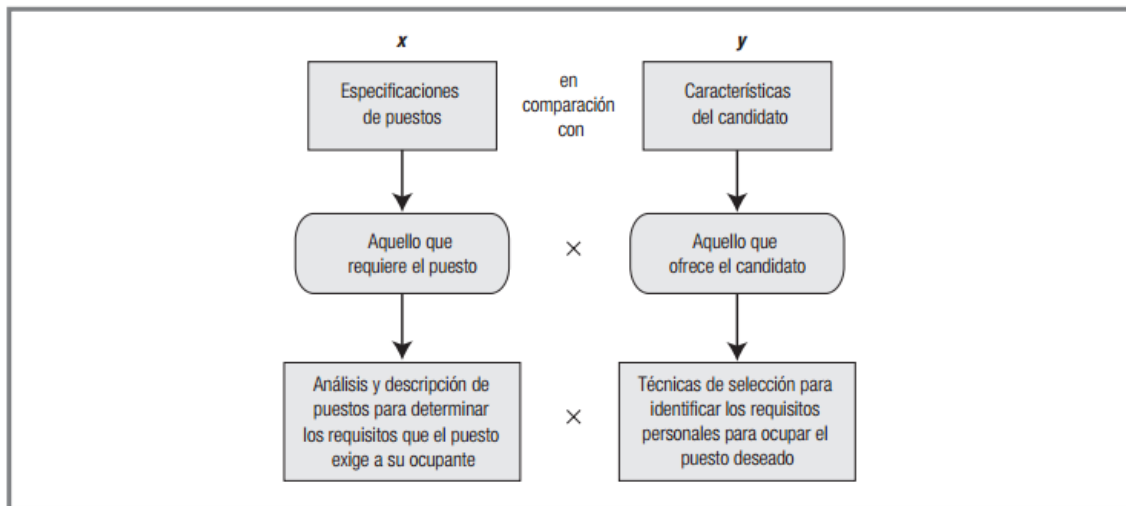 x
y
Especificaciones
de puestos
en
comparación
con
Características
del candidato
Aquello que
requiere el puesto
×
Aquello que
ofrece el candidato
Análisis y descripción de
puestos para determinar
los requisitos que el puesto
exige a su ocupante
×
Técnicas de selección para
identificar los requisitos
personales para ocupar el
puesto deseado